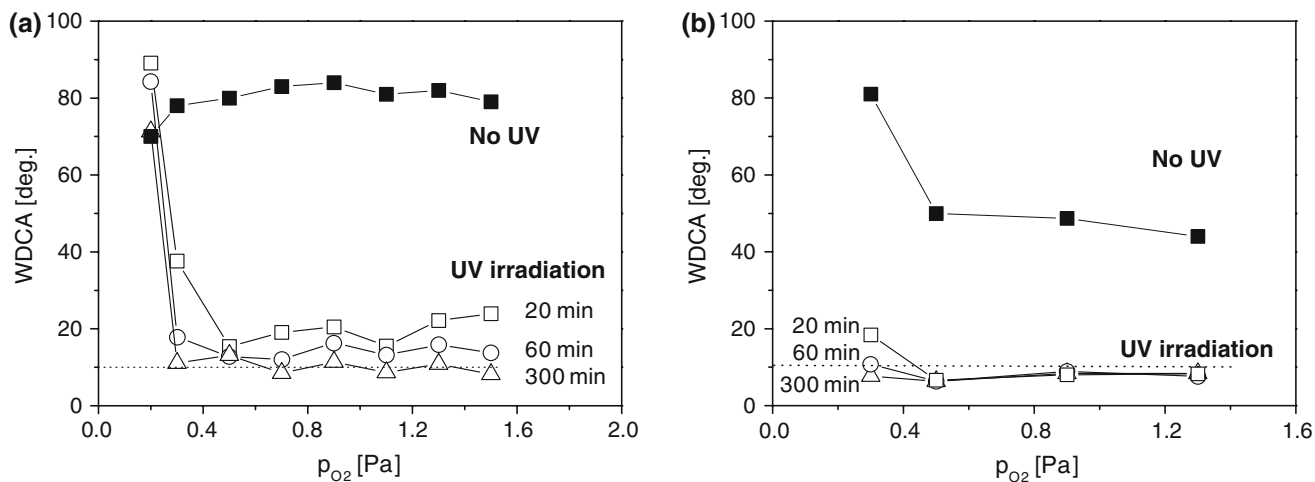 (a)
100
80
60
40
20
0
WDCA [deg.]
No UV
UV irradiation
20 min
60 min
300 min
0.0 0.4 0.8 1.2 1.6 2.0
pO2 [Pa]
(b)
100
80
60
40
20
0
WDCA [deg.]
No UV
20 min
60 min
UV irradiation
300 min
0.0 0.4 0.8 1.2 1.6
pO2 [Pa]